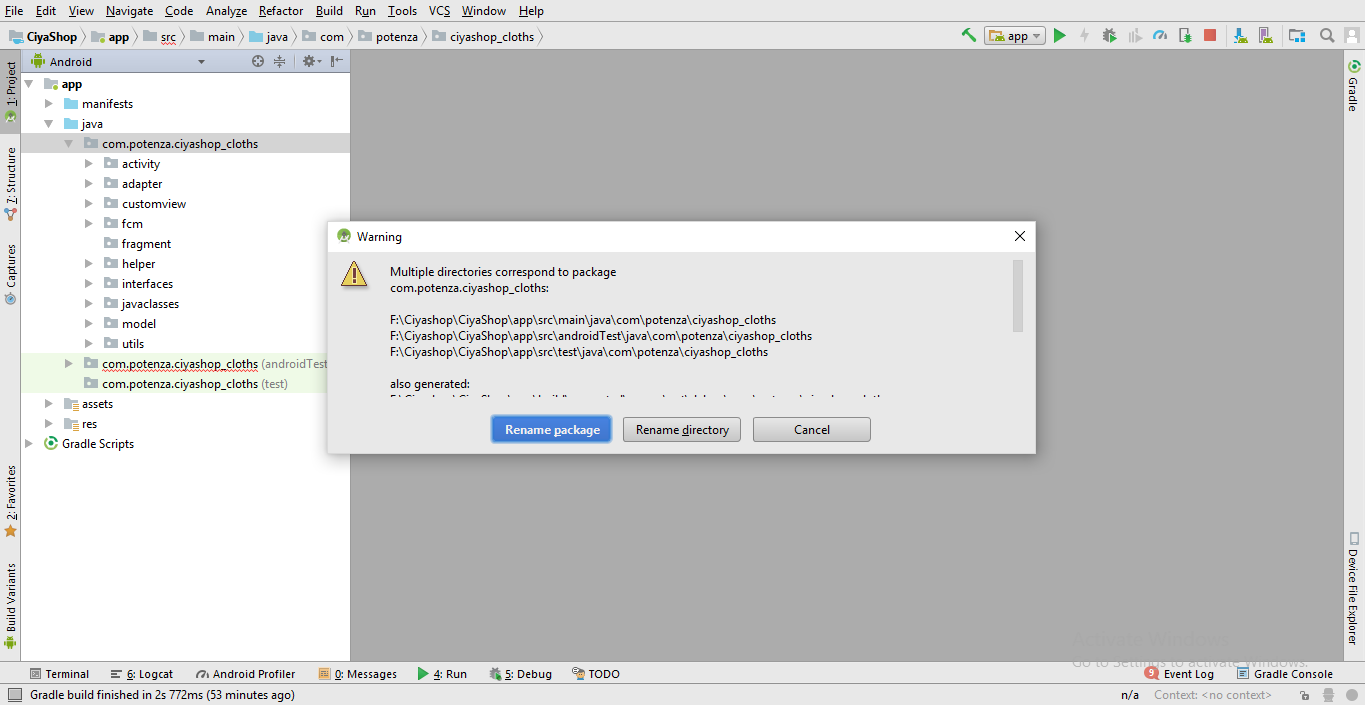 File Edit View Navigate Code Analyze Refactor Build Run Tools VCS Window Help
CiyaShop app src main java com potenza ciyashop_cloths app
1: Project
Z: Structure
Captures
2: Favorites
Build Variants
Android
app
manifests
java
com.potenza.ciyashop_cloths
activity
adapter
customview
fcm
fragment
helper
interfaces
javaclasses
model
utils
com.potenza.ciyashop_cloths (androidTest
com.potenza.ciyashop_cloths (test)
assets
res
Gradle Scripts
Warning
Multiple directories correspond to package
com.potenza.ciyashop_cloths:
F:\Ciyashop\CiyaShop\app\src\main\java\com\potenza\ciyashop_cloths
F:\Ciyashop\CiyaShop\app\src\androidTest\java\com\potenza\ciyashop_cloths
F:\Ciyashop\CiyaShop\app\src\test\java\com\potenza\ciyashop_cloths
also generated:
Rename package Rename directory Cancel
Gradle
Device File Explorer
Activate Windows
Go to Settings to activate Windows.
Terminal 6: Logcat Android Profiler 0: Messages 4: Run 5: Debug TODO 9 Event Log Gradle Console
Gradle build finished in 2s 772ms (53 minutes ago) n/a Context: <no context>